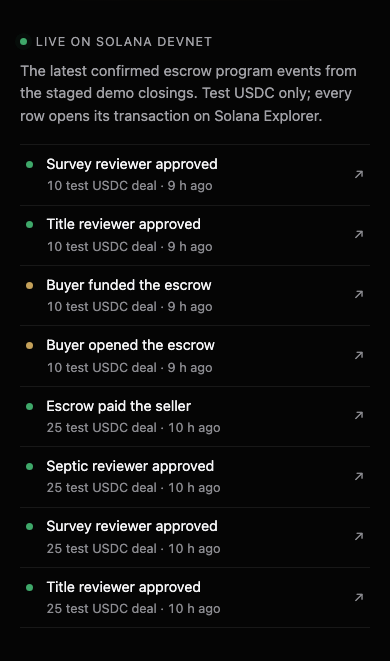 LIVE ON SOLANA DEVNET
The latest confirmed escrow program events from
the staged demo closings. Test USDC only; every
row opens its transaction on Solana Explorer.
Survey reviewer approved
10 test USDC deal · 9 h ago
Title reviewer approved
10 test USDC deal · 9 h ago
Buyer funded the escrow
10 test USDC deal · 9 h ago
Buyer opened the escrow
10 test USDC deal · 9 h ago
Escrow paid the seller
25 test USDC deal · 10 h ago
Septic reviewer approved
25 test USDC deal · 10 h ago
Survey reviewer approved
25 test USDC deal · 10 h ago
Title reviewer approved
25 test USDC deal · 10 h ago